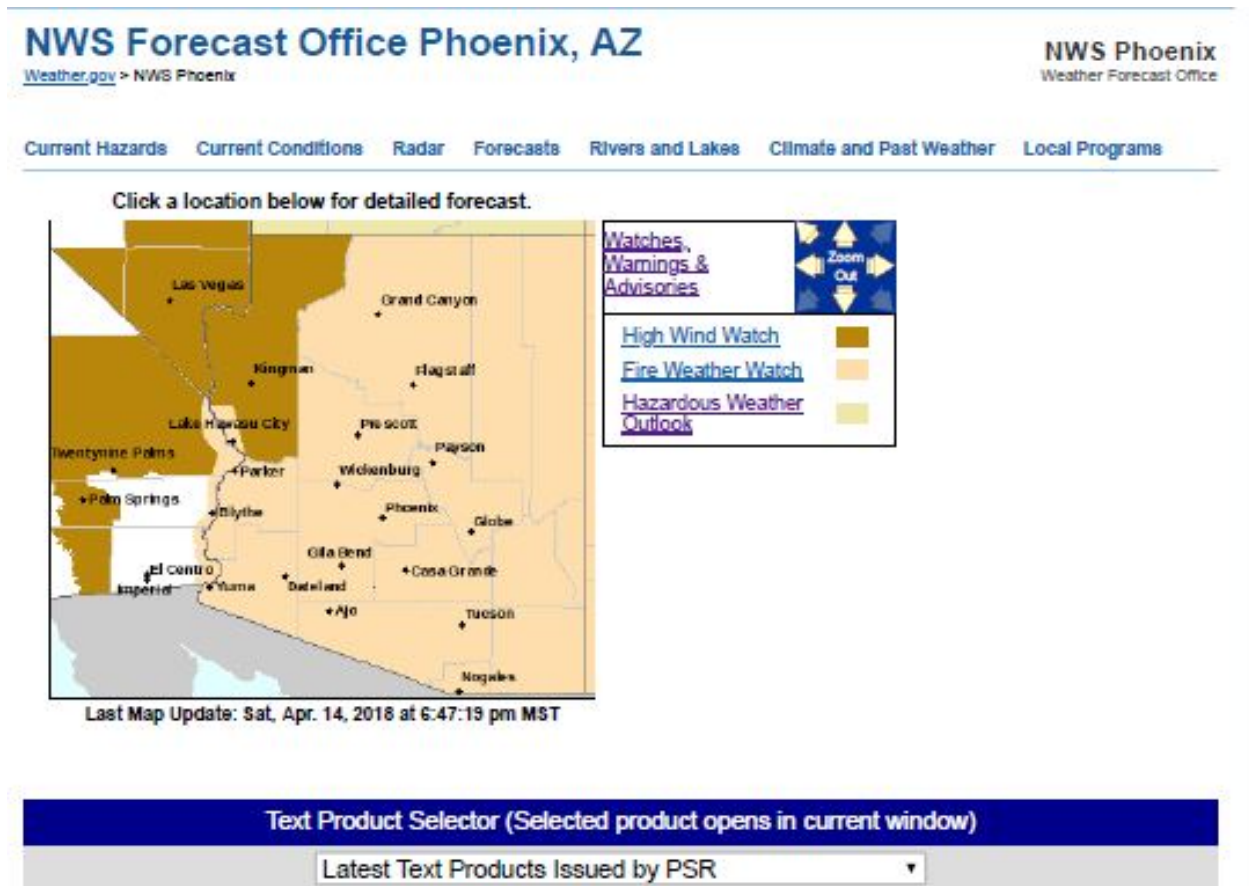 NWS Forecast Office Phoenix, AZ
Weather.gov > NWS Phoenix
NWS Phoenix
Weather Forecast Office
Current Hazards Current Conditions Radar Forecasts Rivers and Lakes Climate and Past Weather Local Programs
Click a location below for detailed forecast.
Watches,
Warnings &
Advisories
Zoom
Out
High Wind Watch
Fire Weather Watch
Hazardous Weather
Outlook
Las Vegas
Grand Canyon
Kingman
Flagstaff
Lake Havasu City
Prescott
Twentynine Palms
Payson
Parker
Wickenburg
Palm Springs
Blythe
Phoenix
Globe
Gila Bend
El Centro
Casa Grande
Imperial
Yuma
Dateland
Ajo
Tucson
Nogales
Last Map Update: Sat, Apr. 14, 2018 at 6:47:19 pm MST
Text Product Selector (Selected product opens in current window)
Latest Text Products Issued by PSR